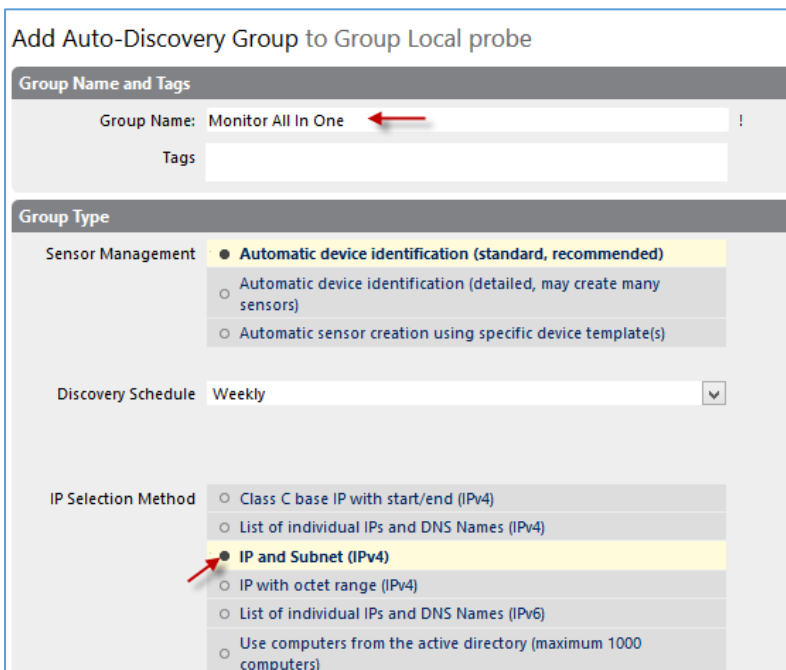 Add Auto-Discovery Group to Group Local probe
Group Name and Tags
Group Name: Monitor All In One !
Tags
Group Type
Sensor Management Automatic device identification (standard, recommended)
Automatic device identification (detailed, may create many
sensors)
Automatic sensor creation using specific device template(s)
Discovery Schedule Weekly
IP Selection Method Class C base IP with start/end (IPv4)
List of individual IPs and DNS Names (IPv4)
IP and Subnet (IPv4)
IP with octet range (IPv4)
List of individual IPs and DNS Names (IPv6)
Use computers from the active directory (maximum 1000
computers)